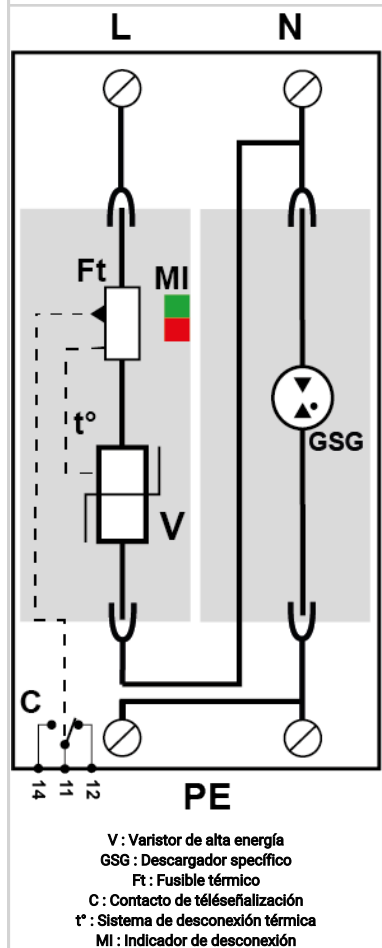 L N
Ft
MI
t°
GSG
V
C
14 11 12
PE
V : Varistor de alta energía
GSG : Descargador specífico
Ft : Fusible térmico
C : Contacto de téléseñalización
t° : Sistema de desconexión térmica
MI : Indicador de desconexión